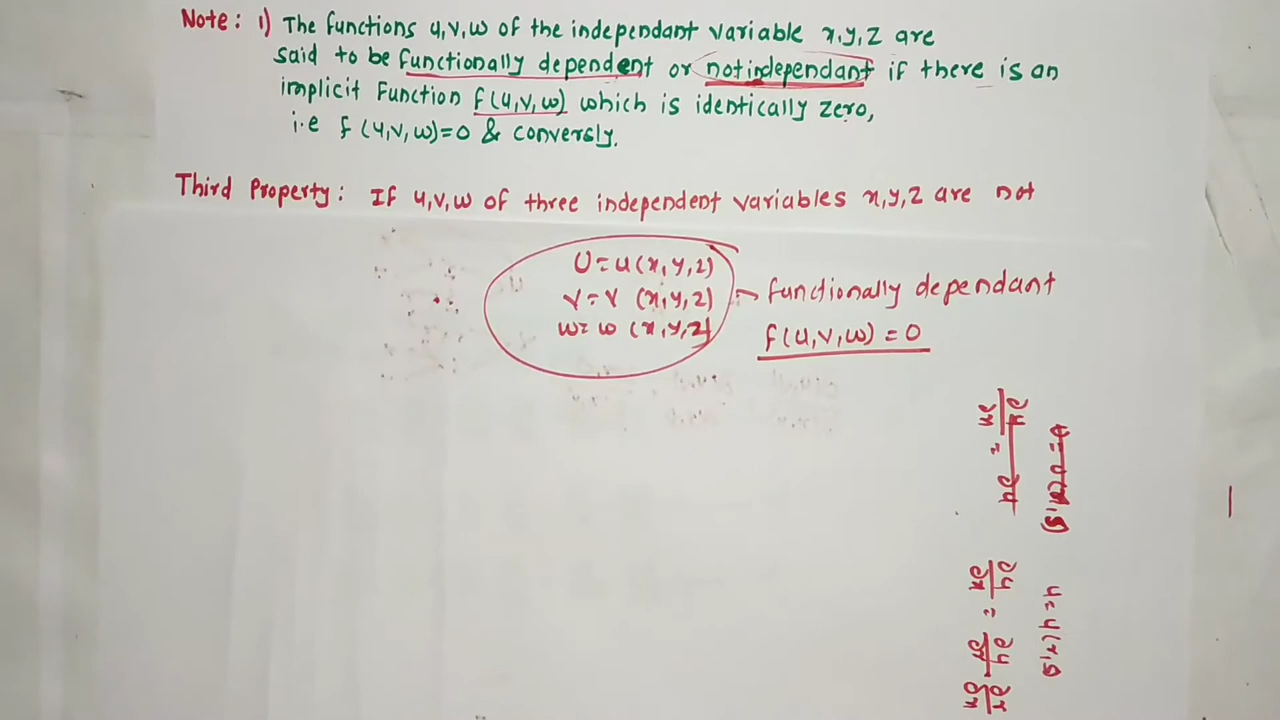 Note: 1) The functions u,v,w of the independant variable x,y,z are
said to be functionally dependent or not independant if there is an
implicit Function f(u,v,w) which is identically zero,
i.e f (u,v,w)=0 & conversly.
Third Property: If u,v,w of three independent variables x,y,z are not
U=u(x,y,z)
v=v (x,y,z)
w=w (x,y,z)
functionally dependant
f(u,v,w)=0
u=u(r,s)
∂u/∂x = ∂u/∂r ∂r/∂x